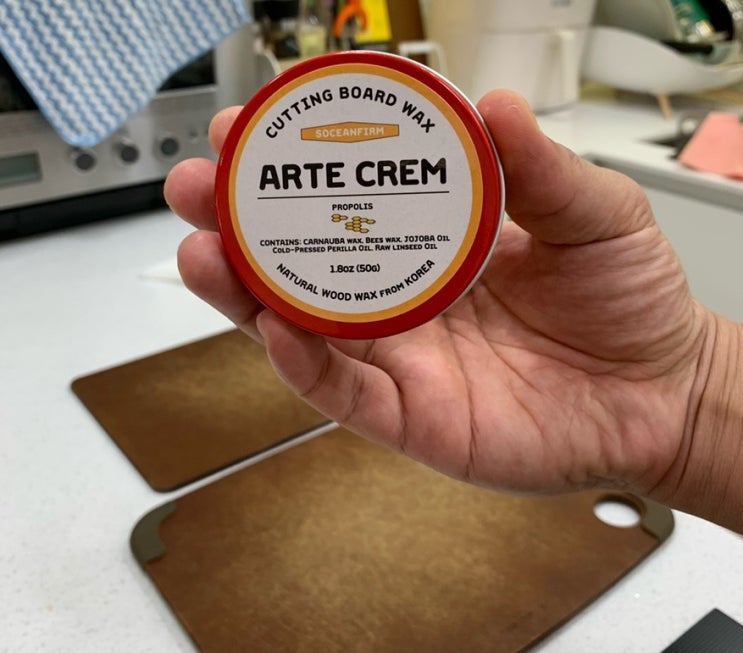 CUTTING BOARD WAX
SOCEANFIRM
ARTE CREM
PROPOLIS
CONTAINS: CARNAUBA WAX, BEES WAX, JOJOBA OIL
COLD-PRESSED PERILLA OIL, RAW LINSEED OIL
1.8OZ (50G)
NATURAL WOOD WAX FROM KOREA